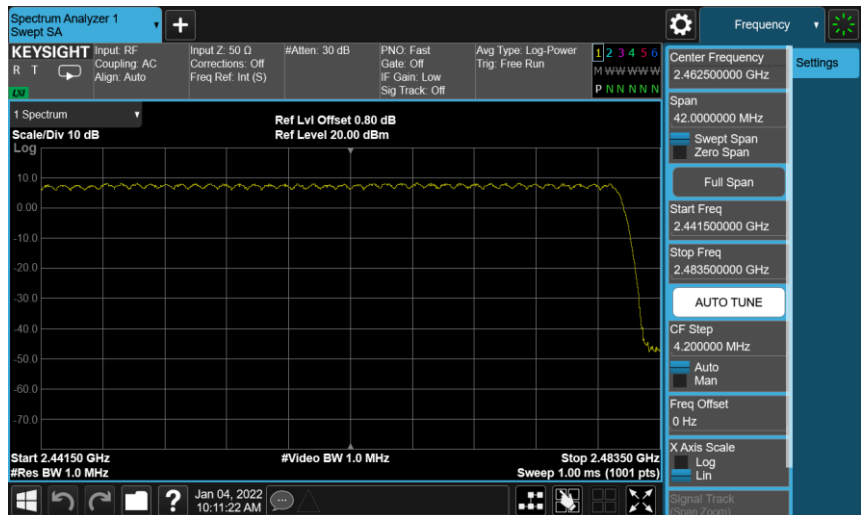 Spectrum Analyzer 1
Swept SA
+
Frequency
KEYSIGHT
R T
LXI
Input: RF
Coupling: AC
Align: Auto
Input Z: 50 Ω
Corrections: Off
Freq Ref: Int (S)
#Atten: 30 dB
PNO: Fast
Gate: Off
IF Gain: Low
Sig Track: Off
Avg Type: Log-Power
Trig: Free Run
1 2 3 4 5 6
M W W W W W
P N N N N N
1 Spectrum
Scale/Div 10 dB
Log
Ref Lvl Offset 0.80 dB
Ref Level 20.00 dBm
10.0
0.00
-10.0
-20.0
-30.0
-40.0
-50.0
-60.0
-70.0
Start 2.44150 GHz
#Res BW 1.0 MHz
#Video BW 1.0 MHz
Stop 2.48350 GHz
Sweep 1.00 ms (1001 pts)
?
Jan 04, 2022
10:11:22 AM
Center Frequency
2.462500000 GHz
Settings
Span
42.0000000 MHz
Swept Span
Zero Span
Full Span
Start Freq
2.441500000 GHz
Stop Freq
2.483500000 GHz
AUTO TUNE
CF Step
4.200000 MHz
Auto
Man
Freq Offset
0 Hz
X Axis Scale
Log
Lin
Signal Track
(Span Zoom)